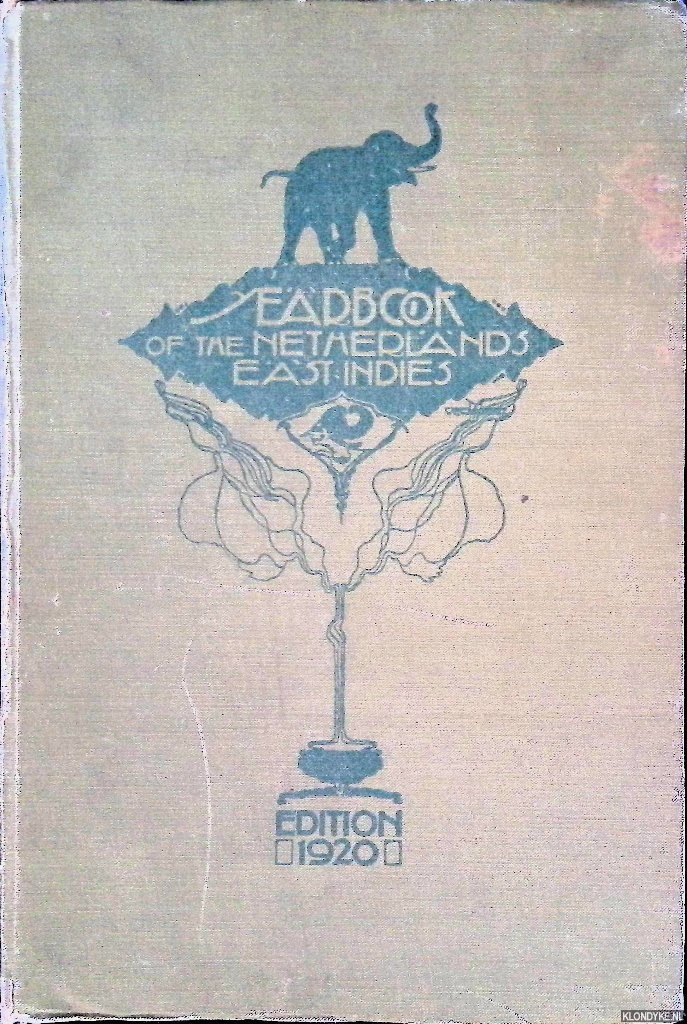 YEARBOOK
OF THE NETHERLANDS
EAST·INDIES
EDITION
1920
KLONDYKE.NL